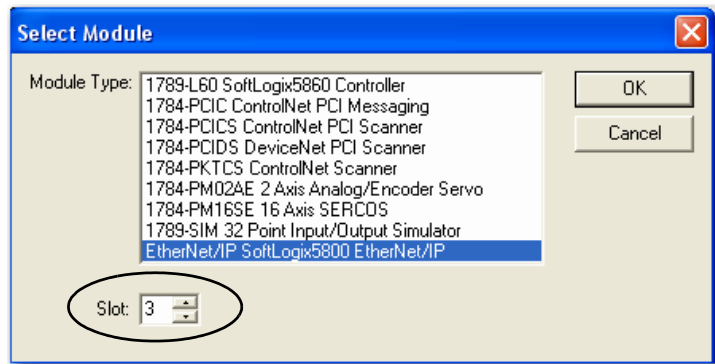 Select Module
Module Type:
1789-L60 SoftLogix5860 Controller
1784-PCIC ControlNet PCI Messaging
1784-PCICS ControlNet PCI Scanner
1784-PCIDS DeviceNet PCI Scanner
1784-PKTCS ControlNet Scanner
1784-PM02AE 2 Axis Analog/Encoder Servo
1784-PM16SE 16 Axis SERCOS
1789-SIM 32 Point Input/Output Simulator
EtherNet/IP SoftLogix5800 EtherNet/IP
OK
Cancel
Slot: 3